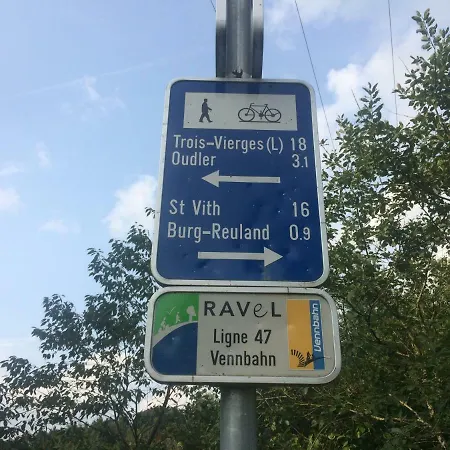 Trois-Vierges (L) 18
Oudler 3.1
St Vith 16
Burg-Reuland 0.9
RAVeL
Ligne 47
Vennbahn
Vennbahn